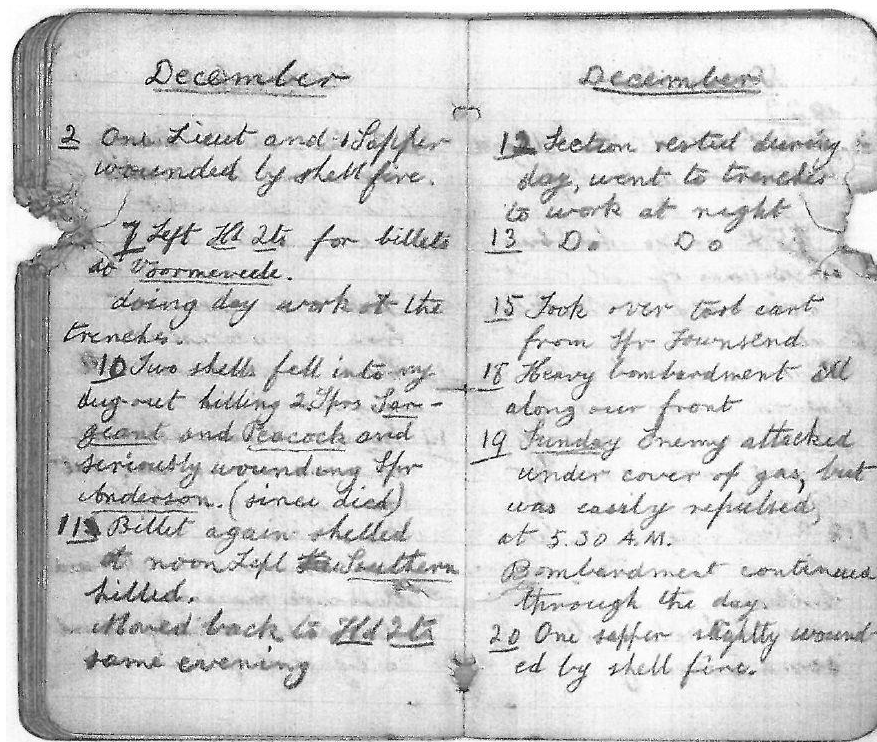 December
2 One Lieut and 1 Sapper
wounded by shell fire.
7 Left Hd 2ts for billets
at Voormeveele.
doing day work at the
trenches
10 Two shells fell into my
dug-out killing 2 Sprs Sar-
geant and Peacock and
seriously wounding Spr
Anderson. (since died)
11 Billet again shelled
at noon Left Southern
killed.
Moved back to Hd 2ts
same evening
December
12 Section rested during
day, went to trenches
to work at night
13 Do. Do
15 Took over tool cart
from Spr Townsend
18 Heavy bombardment all
along our front
19 Sunday Enemy attacked
under cover of gas, but
was easily repulsed,
at 5.30 A.M.
Bombardment continued
through the day.
20 One sapper slightly wound-
ed by shell fire.